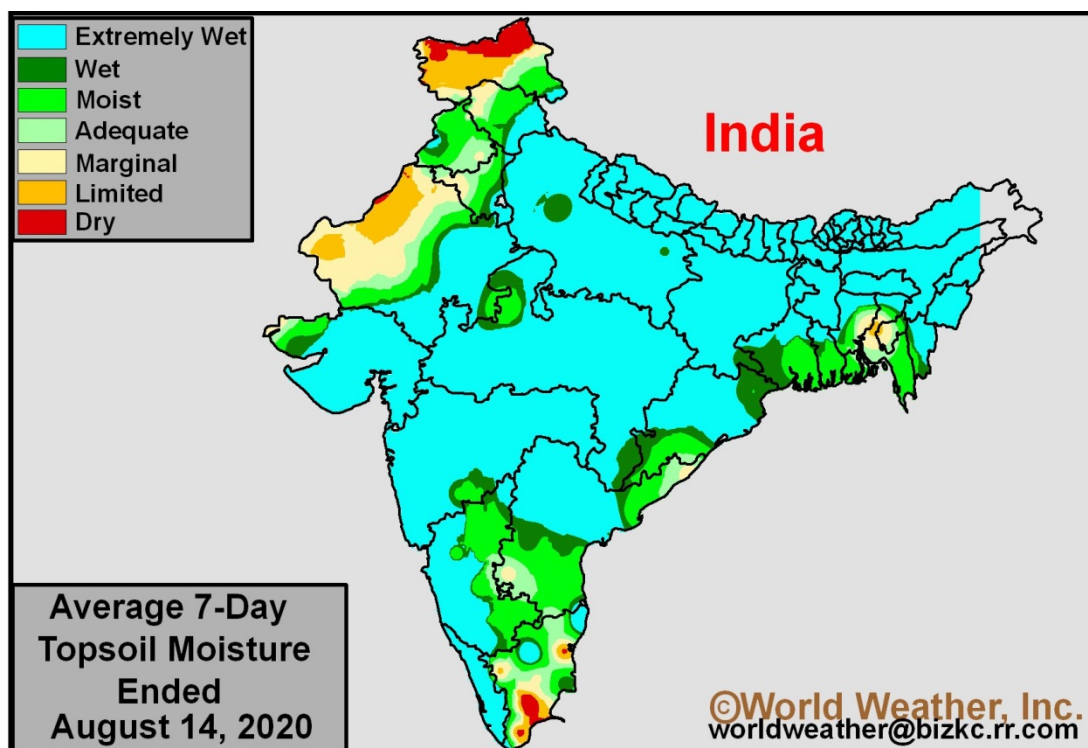 Extremely Wet
Wet
Moist
Adequate
Marginal
Limited
Dry
India
Average 7-Day
Topsoil Moisture
Ended
August 14, 2020
©World Weather, Inc.
worldweather@bizkc.rr.com